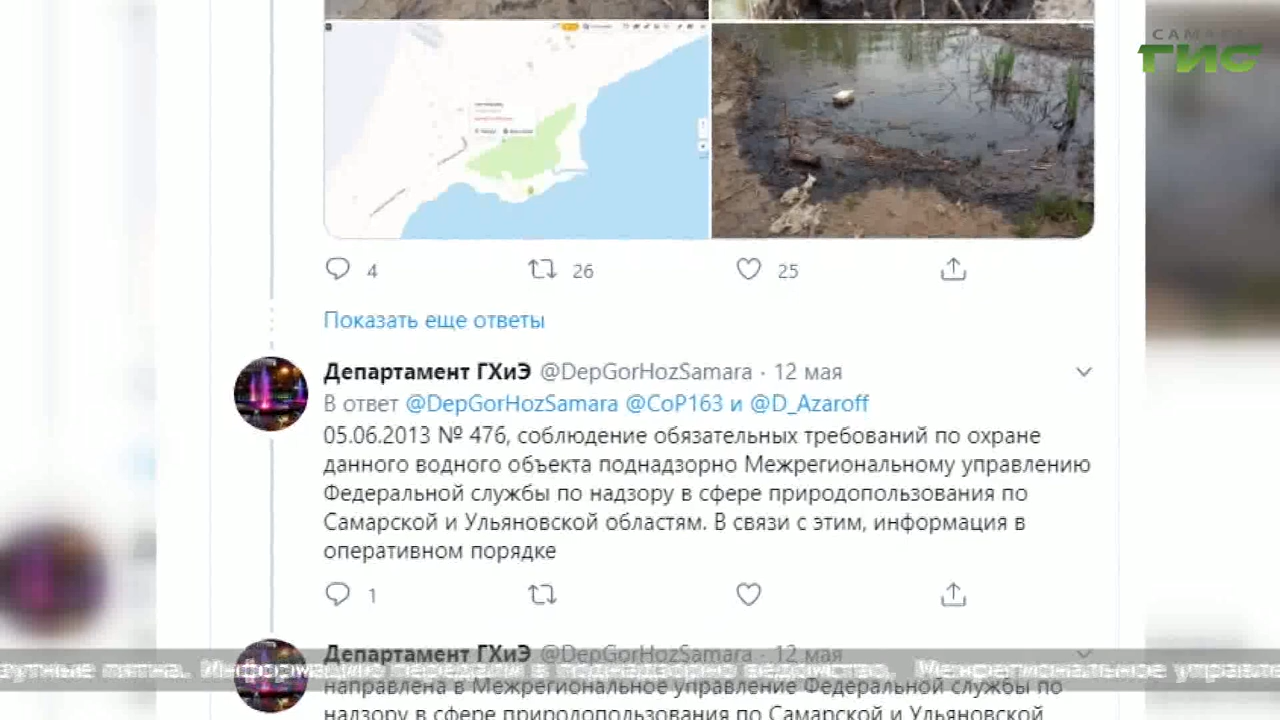 САМАРА
ГИС
4
26
25
Показать еще ответы
Департамент ГХиЭ @DepGorHozSamara · 12 мая
В ответ @DepGorHozSamara @CoP163 и @D_Azaroff
05.06.2013 № 476, соблюдение обязательных требований по охране
данного водного объекта поднадзорно Межрегиональному управлению
Федеральной службы по надзору в сфере природопользования по
Самарской и Ульяновской областям. В связи с этим, информация в
оперативном порядке
1
Департамент ГХиЭ @DepGorHozSamara · 12 мая
направлена в Межрегиональное управление Федеральной службы по
надзору в сфере природопользования по Самарской и Ульяновской